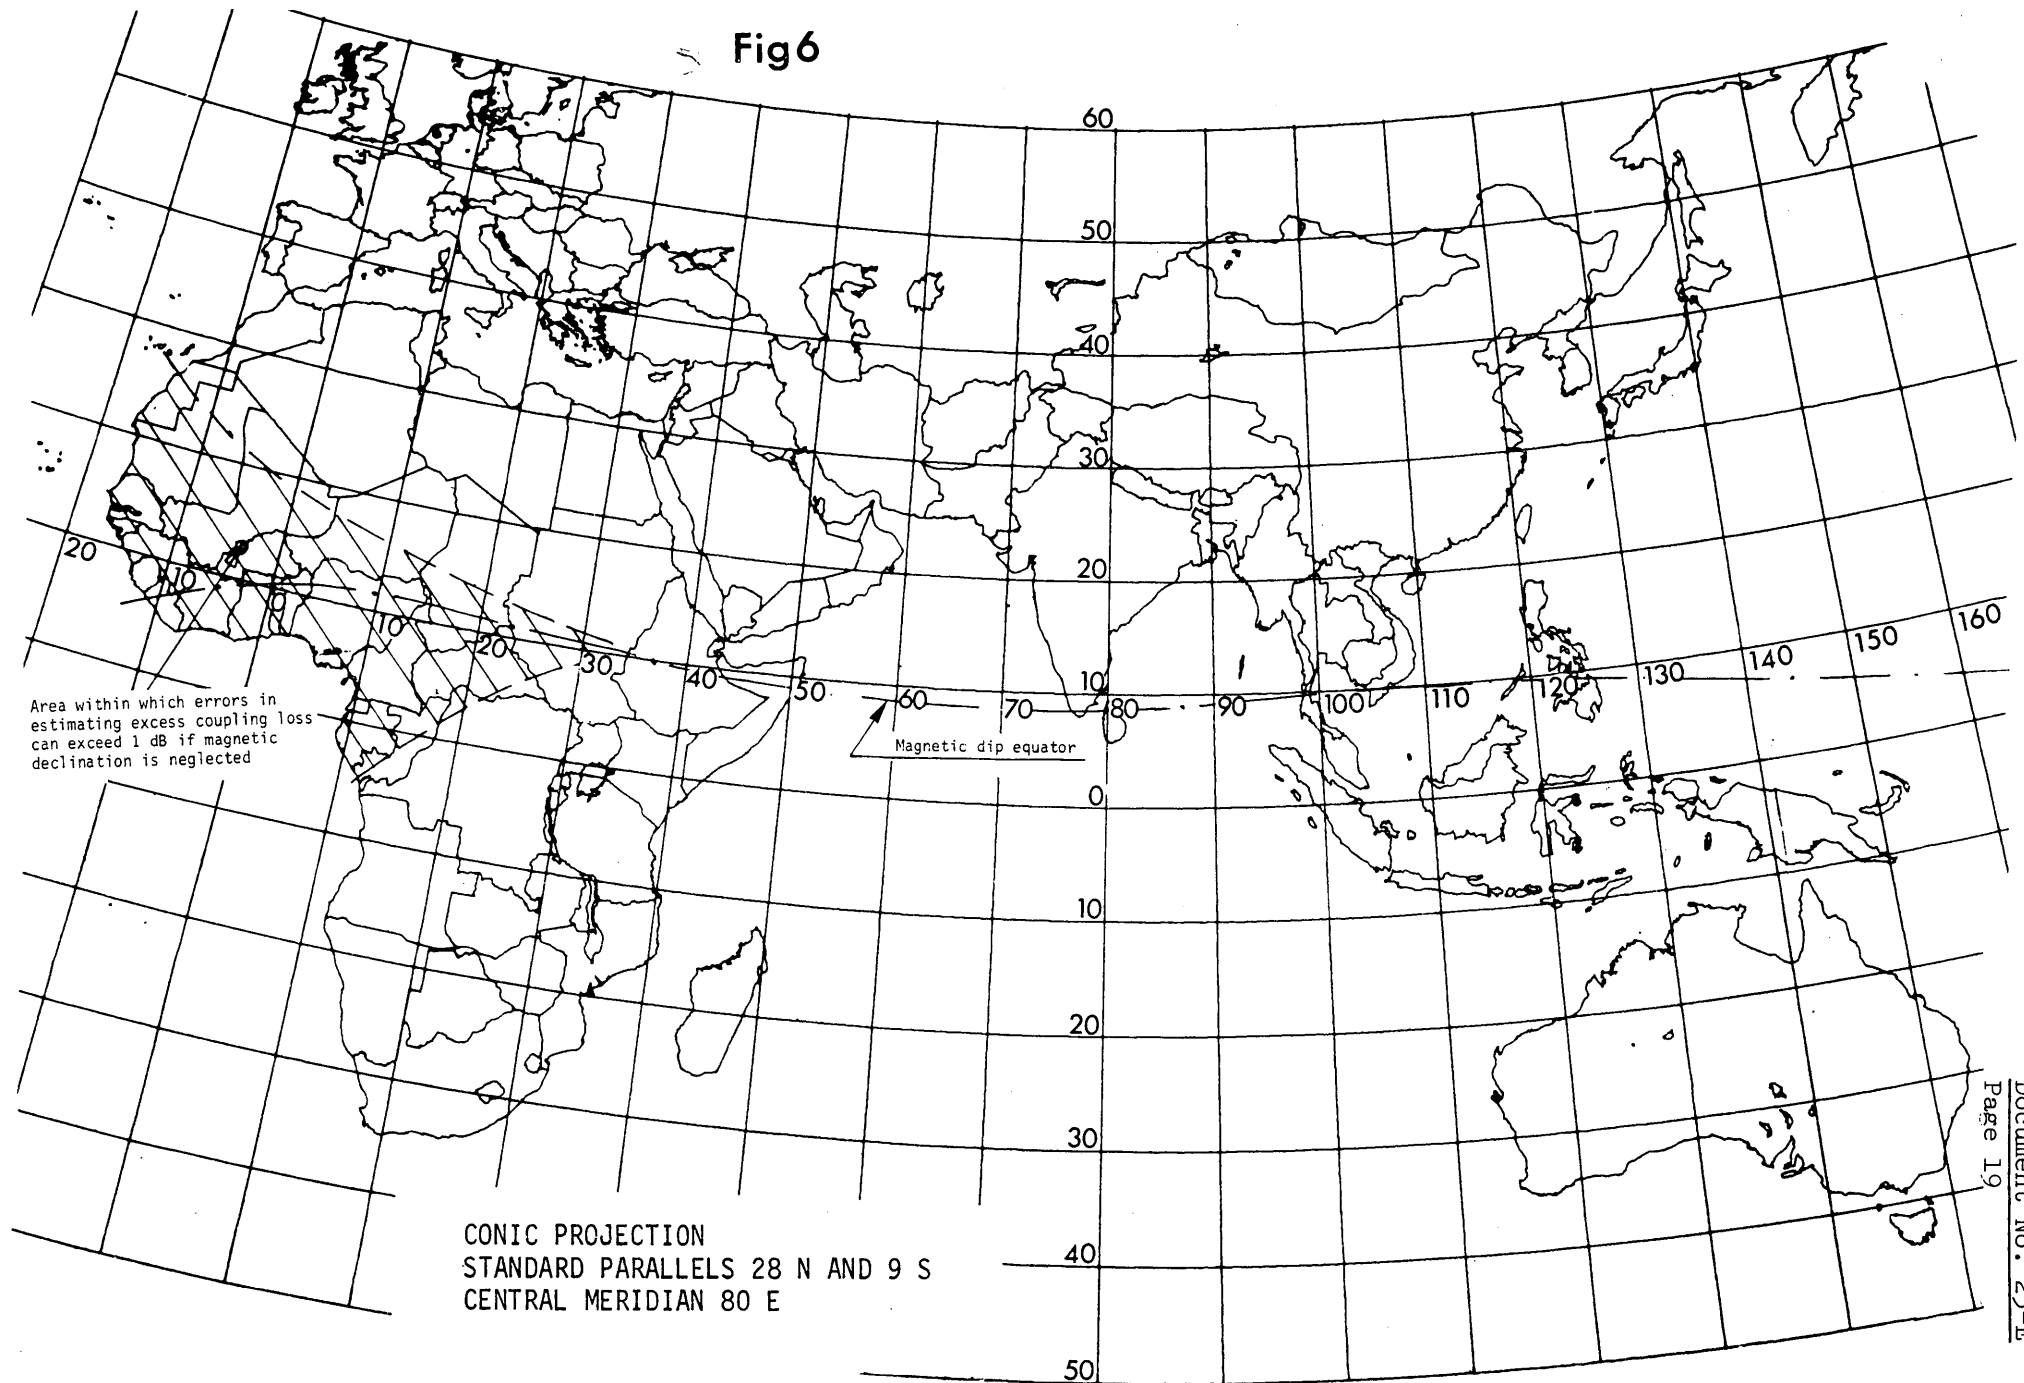 Fig6
60
50
40
30
20
10
0
10
20
30
40
50
20
10
0
10
20
30
40
50
60
70
80
90
100
110
120
130
140
150
160
Area within which errors in
estimating excess coupling loss
can exceed 1 dB if magnetic
declination is neglected
Magnetic dip equator
CONIC PROJECTION
STANDARD PARALLELS 28 N AND 9 S
CENTRAL MERIDIAN 80 E
Document No.
Page 19